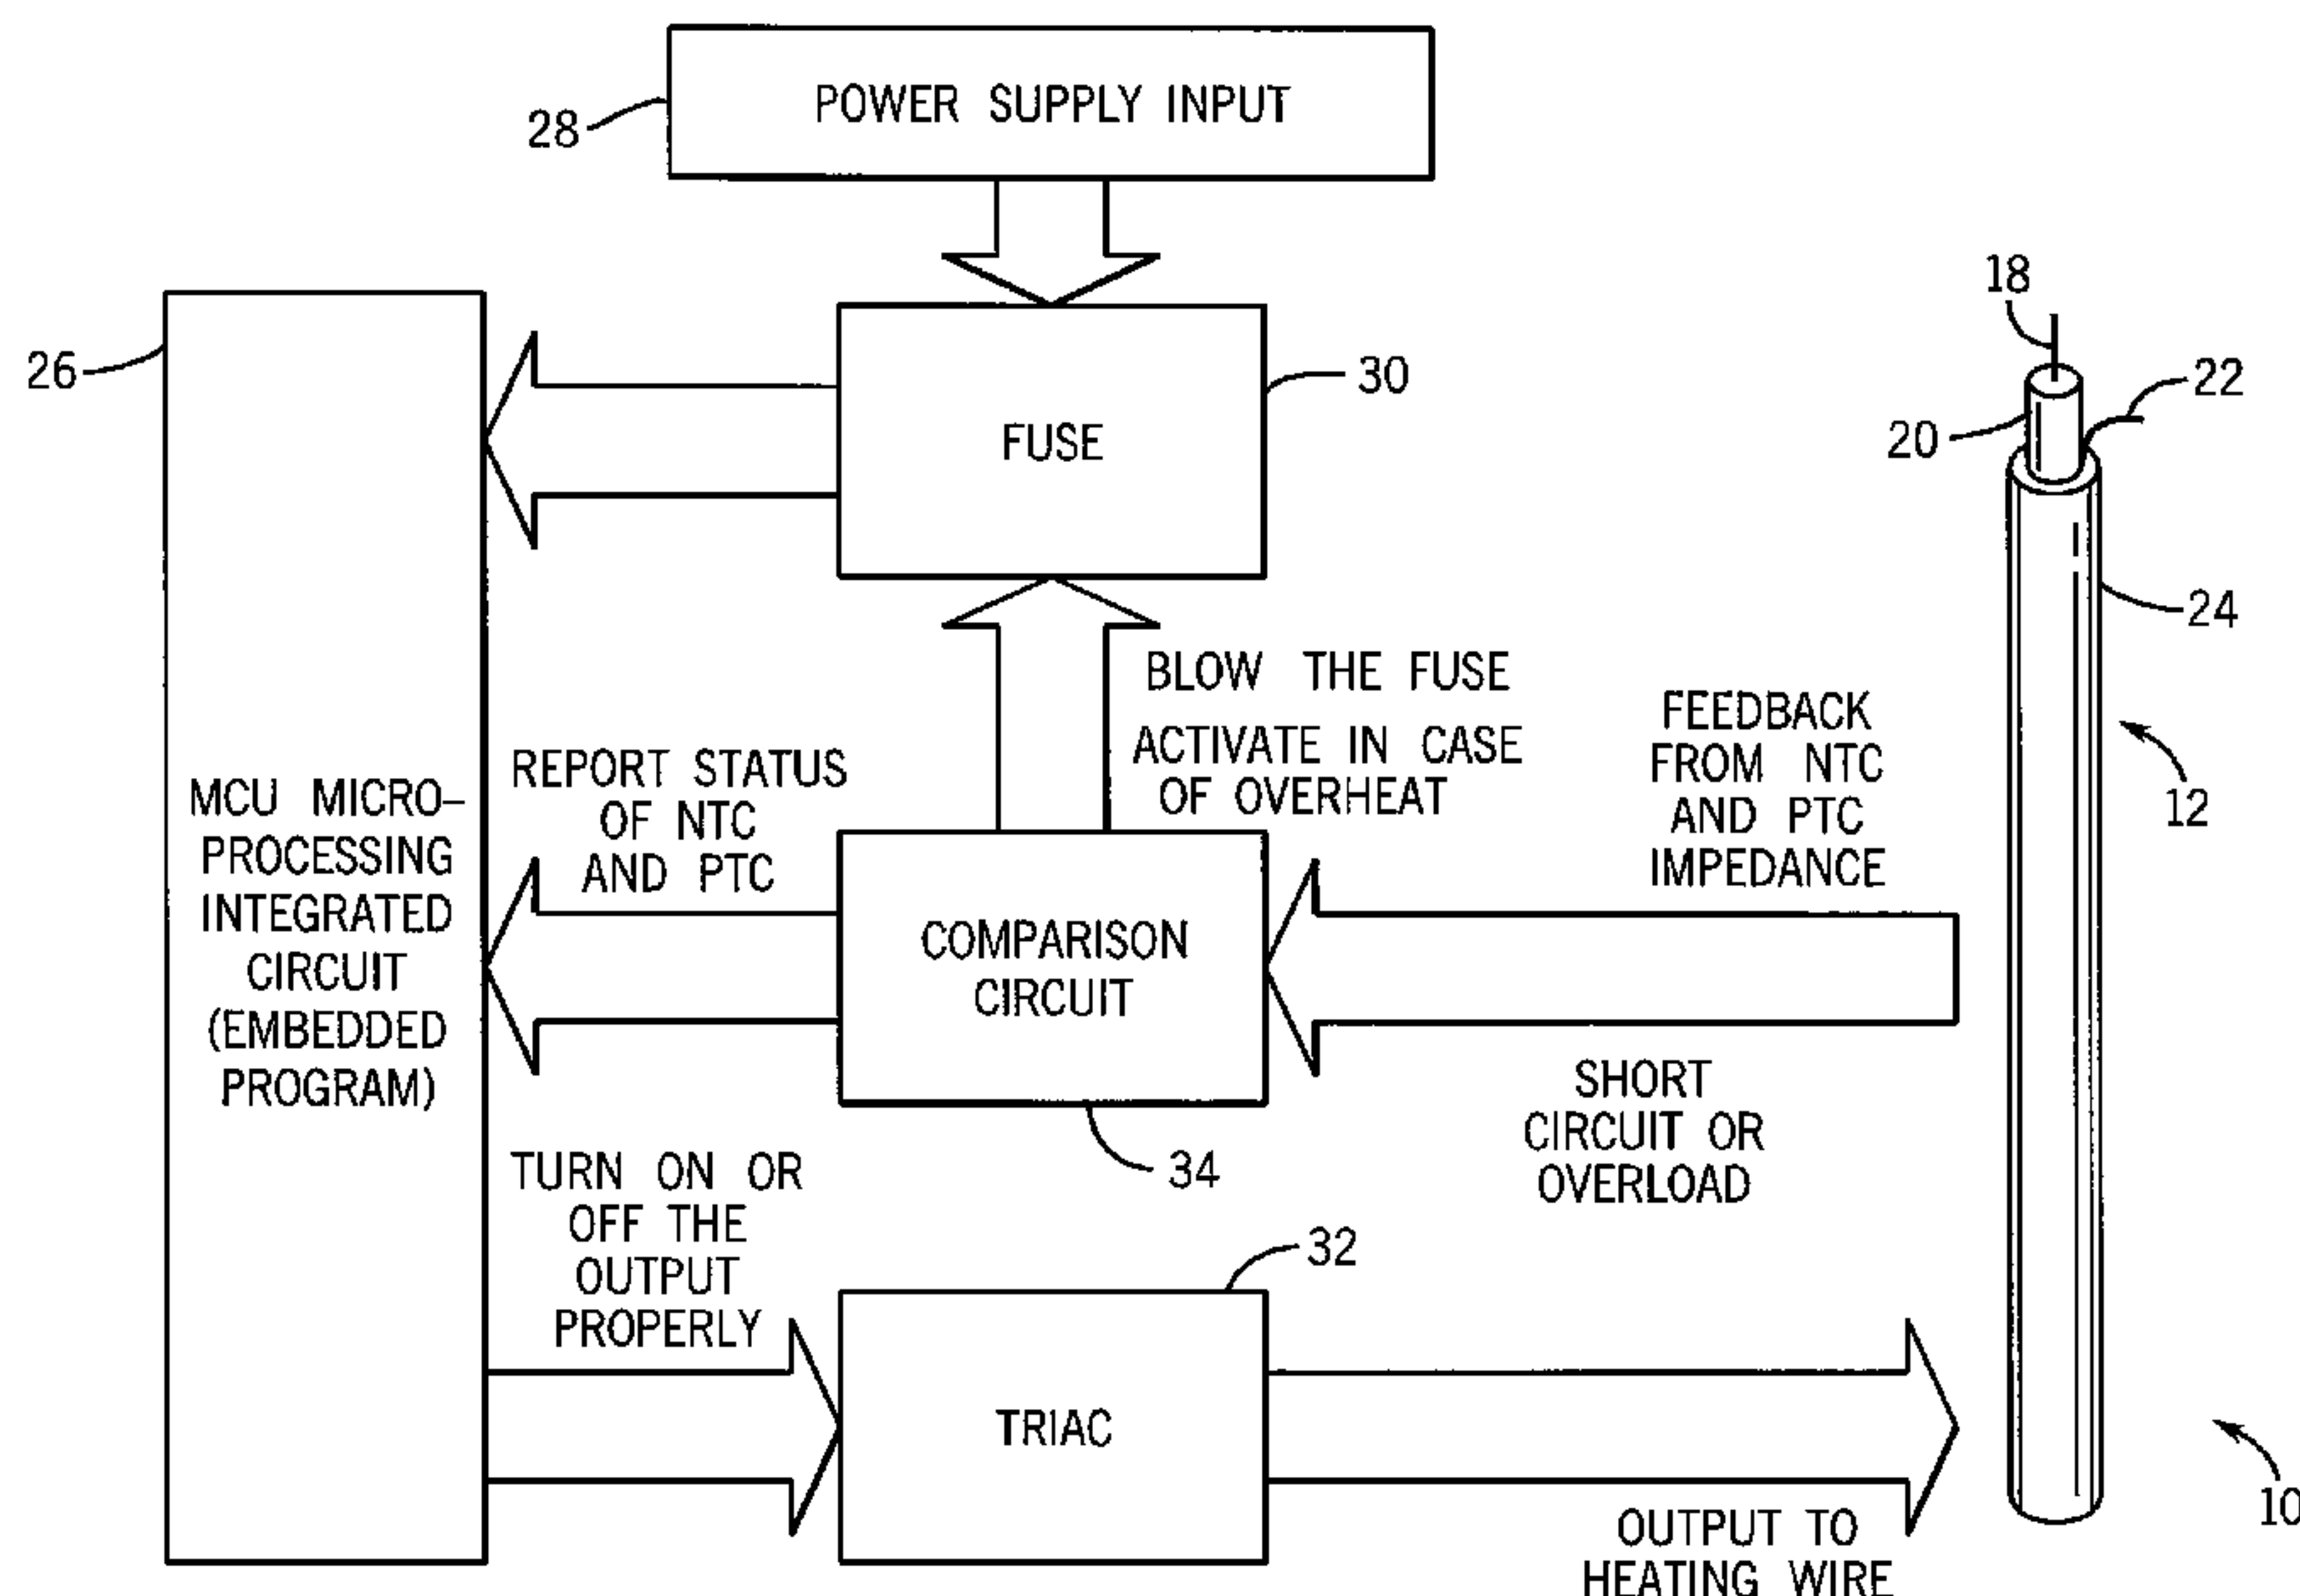 POWER SUPPLY INPUT
28
18
26
30
22
FUSE
20
24
BLOW THE FUSE
ACTIVATE IN CASE
OF OVERHEAT
FEEDBACK
FROM NTC
AND PTC
IMPEDANCE
12
REPORT STATUS
OF NTC
AND PTC
MCU MICRO-
PROCESSING
INTEGRATED
CIRCUIT
(EMBEDDED
PROGRAM)
COMPARISON
CIRCUIT
SHORT
CIRCUIT OR
OVERLOAD
34
TURN ON OR
OFF THE
OUTPUT
PROPERLY
32
TRIAC
10
OUTPUT TO
HEATING WIRE